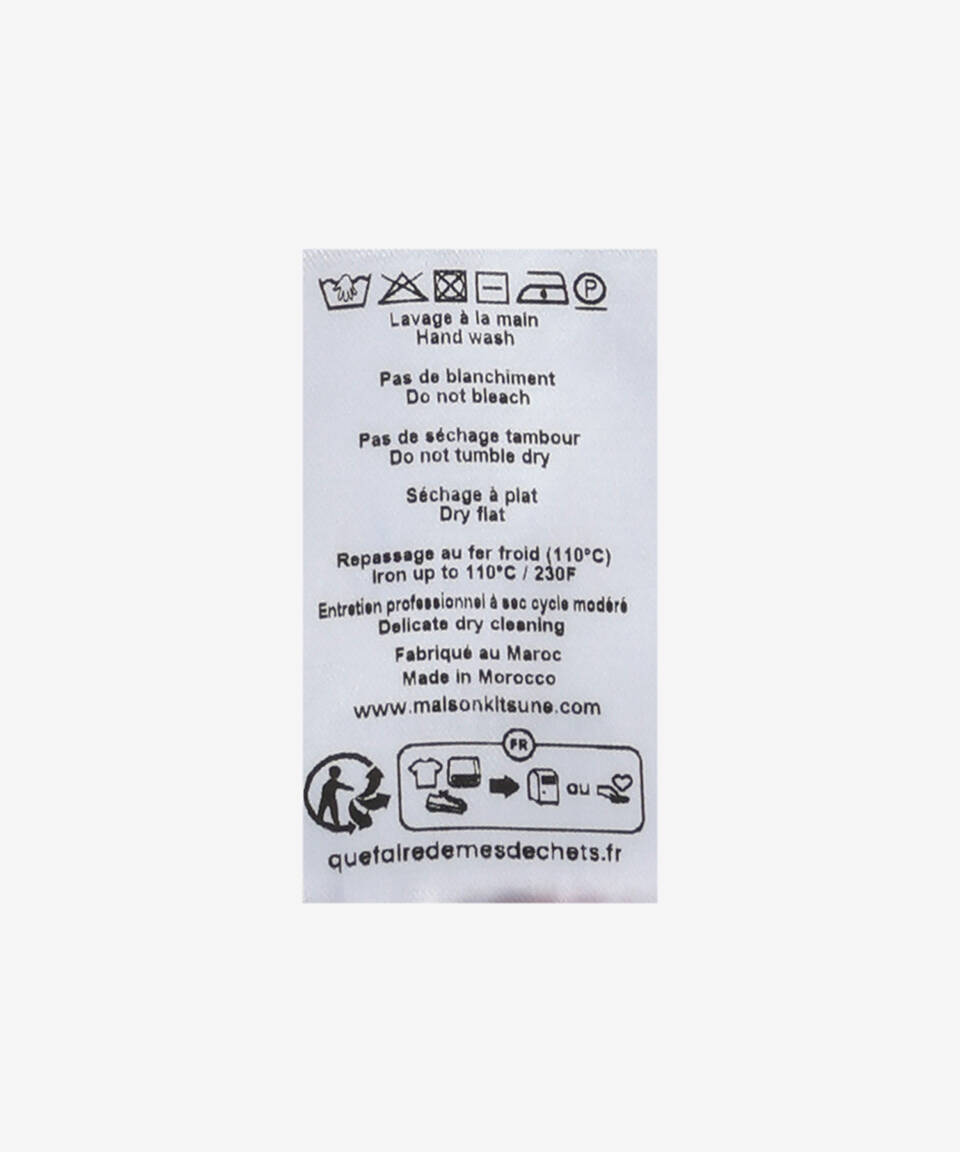 P
Lavage à la main
Hand wash
Pas de blanchiment
Do not bleach
Pas de séchage tambour
Do not tumble dry
Séchage à plat
Dry flat
Repassage au fer froid (110°C)
Iron up to 110°C / 230F
Entretien professionnel à sec cycle modéré
Delicate dry cleaning
Fabriqué au Maroc
Made in Morocco
www.maisonkitsune.com
FR
ou
quefairedemesdechets.fr